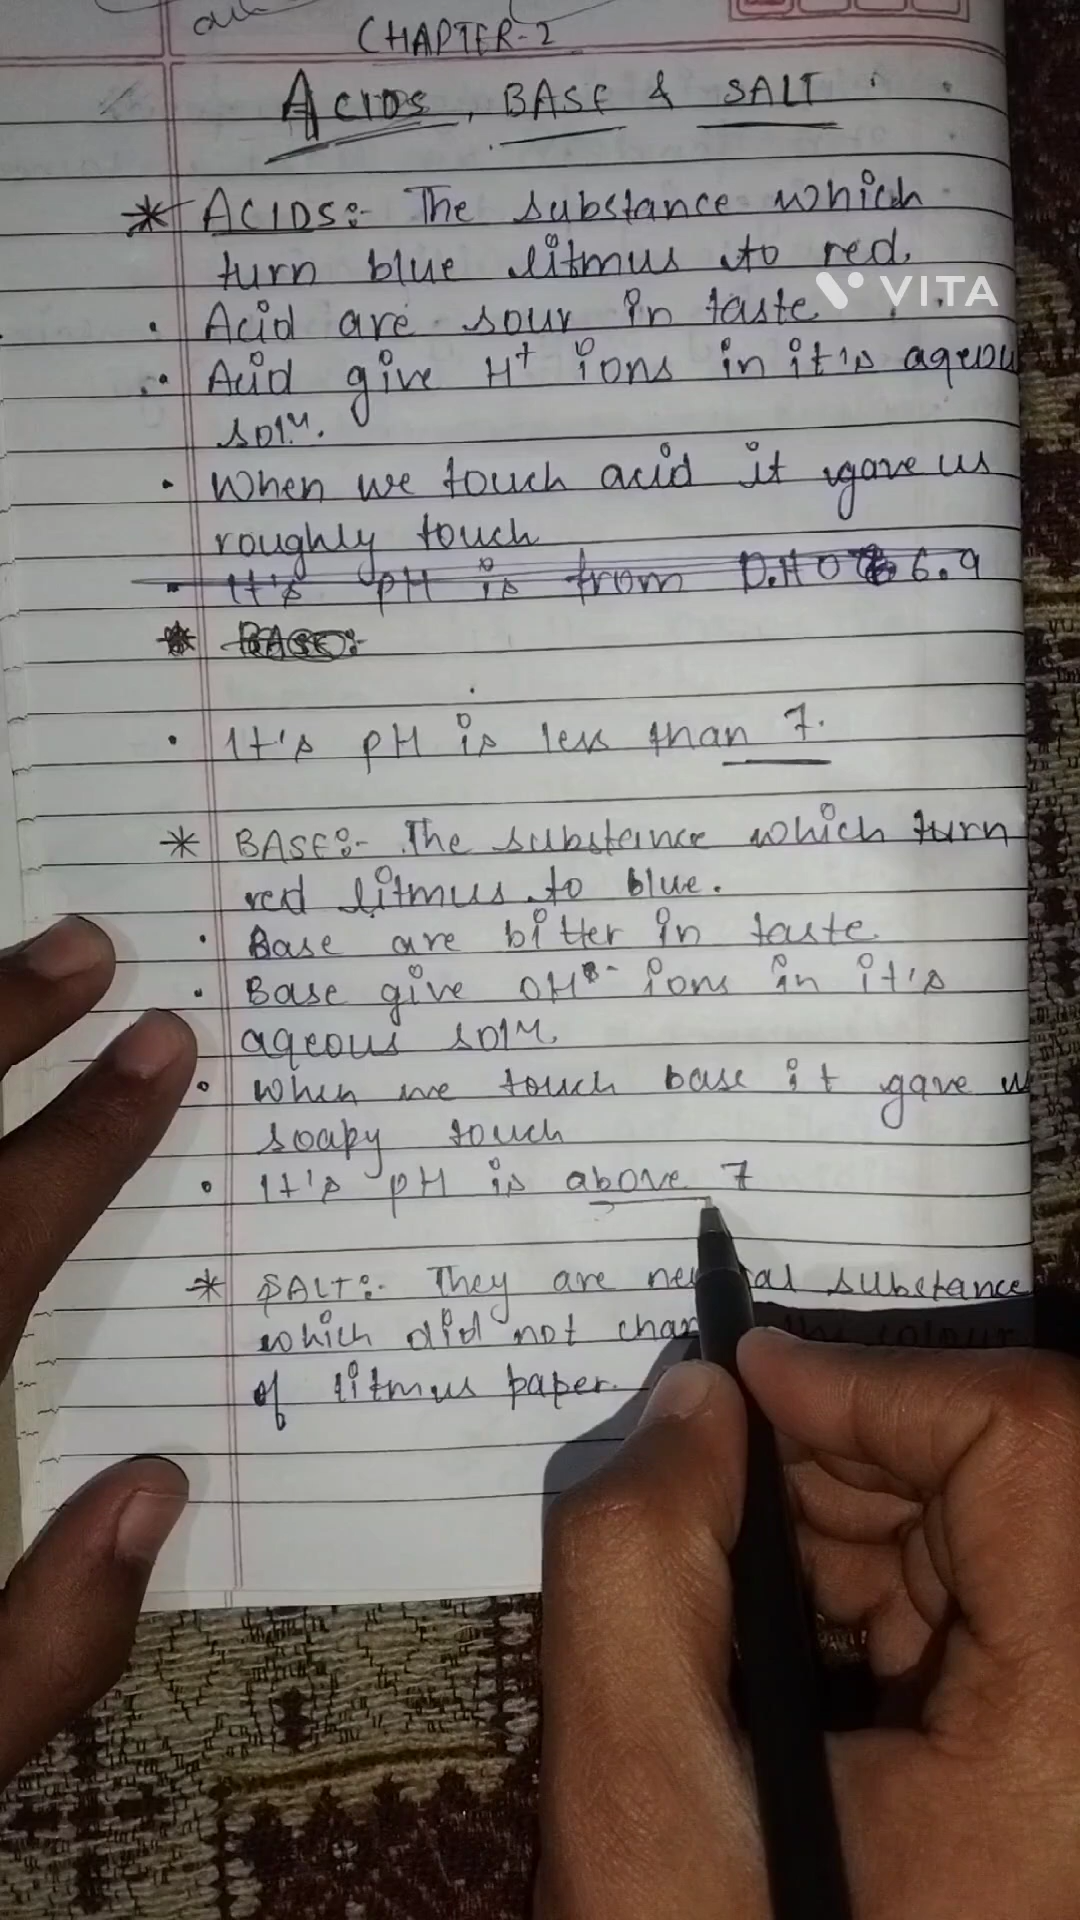 CHAPTER-2
ACIDS, BASE & SALT
* ACIDS:- The substance which
turn blue litmus to red.
VITA
• Acid are sour in taste
• Acid give H+ ions in it's aqeou
soln.
• When we touch acid it gave us
roughly touch
• It's pH is from 6.9
* BASE:-
• It's pH is less than 7.
* BASE:- The substance which turn
red litmus to blue.
• Base are bitter in taste
• Base give OH- ions in it's
aqeous soln.
• When we touch base it gave u
soapy touch
• It's pH is above 7
* SALT:- They are substance
which did not colour
of litmus paper.